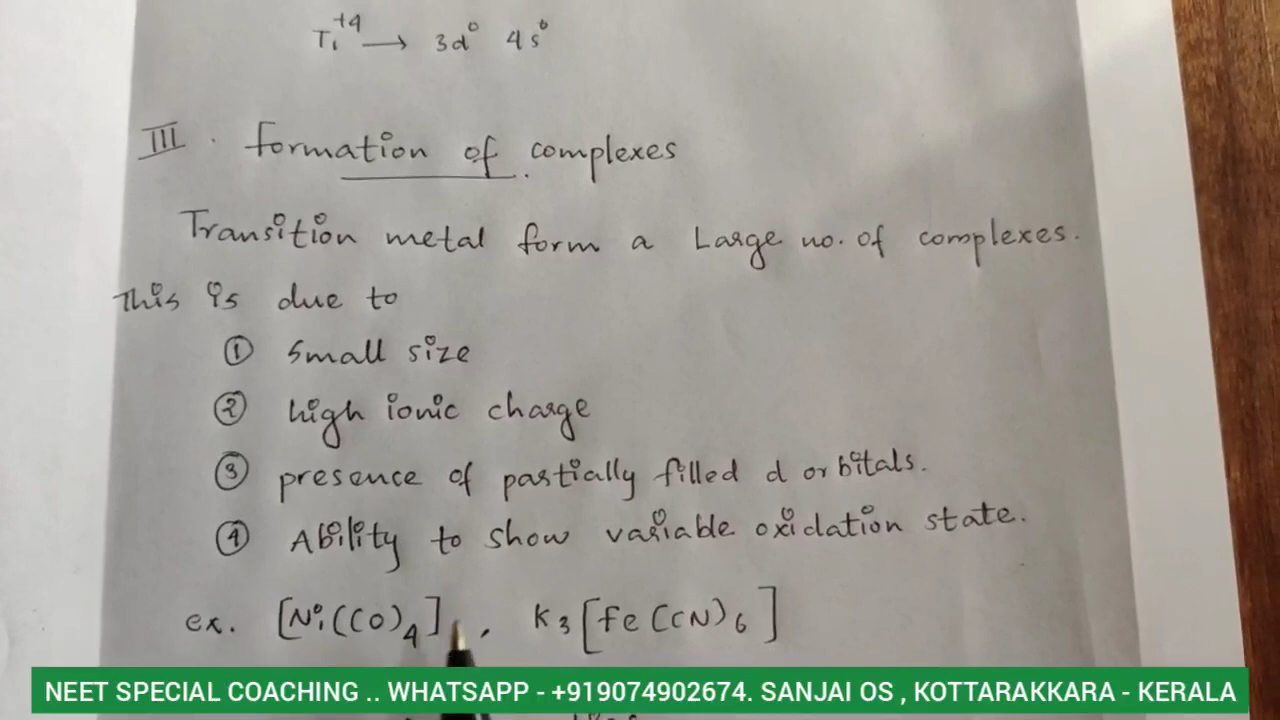 Ti+4 → 3d° 4s°
III. Formation of complexes
Transition metal form a Large no. of complexes.
This is due to
① Small size
② high ionic charge
③ presence of partially filled d orbitals.
④ Ability to show variable oxidation state.
ex. [Ni(CO)4], K3[Fe(CN)6]
NEET SPECIAL COACHING .. WHATSAPP - +919074902674. SANJAI OS , KOTTARAKKARA - KERALA